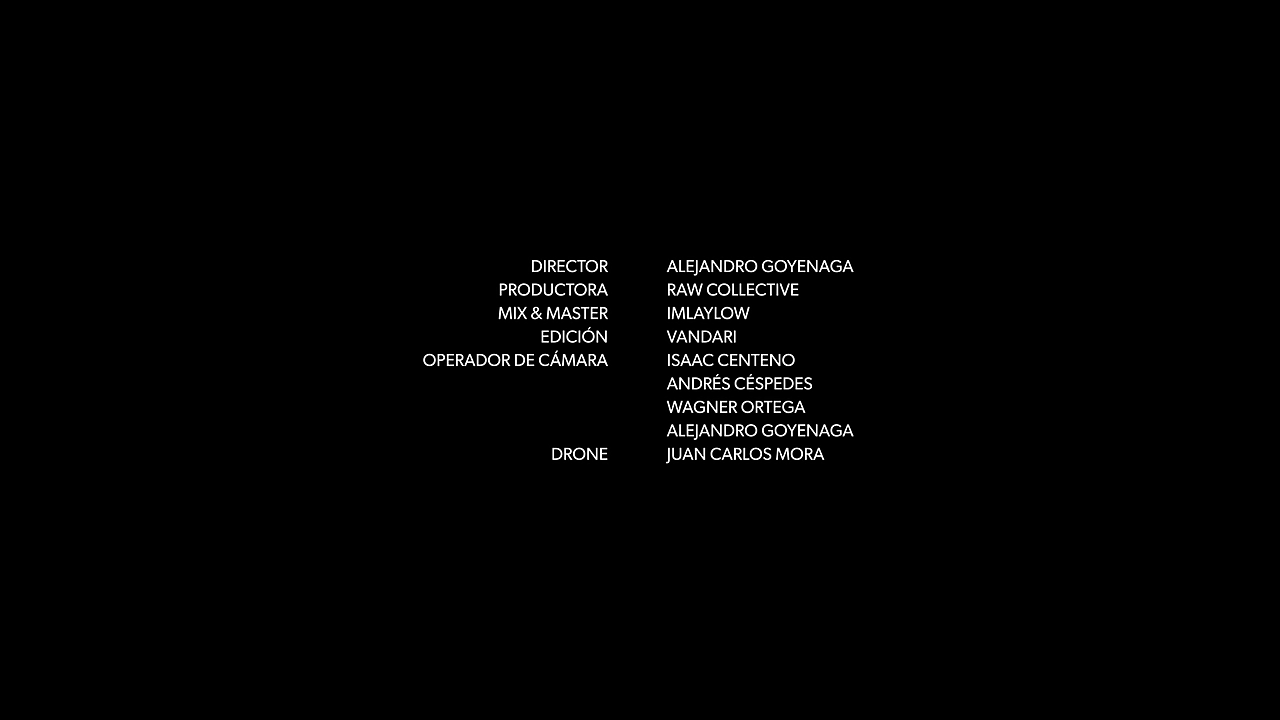 DIRECTOR ALEJANDRO GOYENAGA
PRODUCTORA RAW COLLECTIVE
MIX & MASTER IMLAYLOW
EDICIÓN VANDARI
OPERADOR DE CÁMARA ISAAC CENTENO
ANDRÉS CÉSPEDES
WAGNER ORTEGA
ALEJANDRO GOYENAGA
DRONE JUAN CARLOS MORA